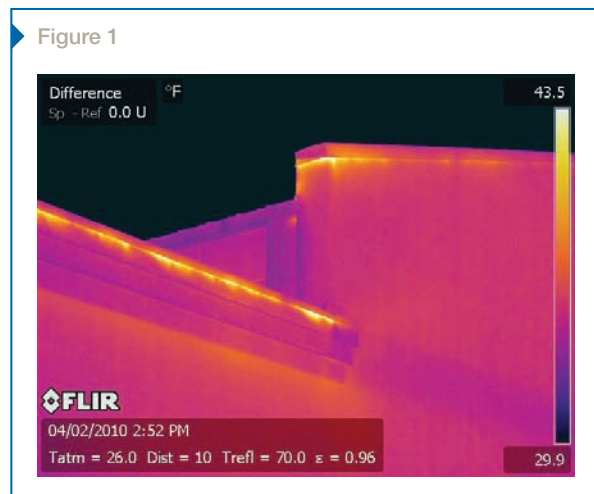 Figure 1
Difference °F
Sp - Ref 0.0 U
43.5
FLIR
04/02/2010 2:52 PM
Tatm = 26.0 Dist = 10 Trefl = 70.0 ε = 0.96
29.9